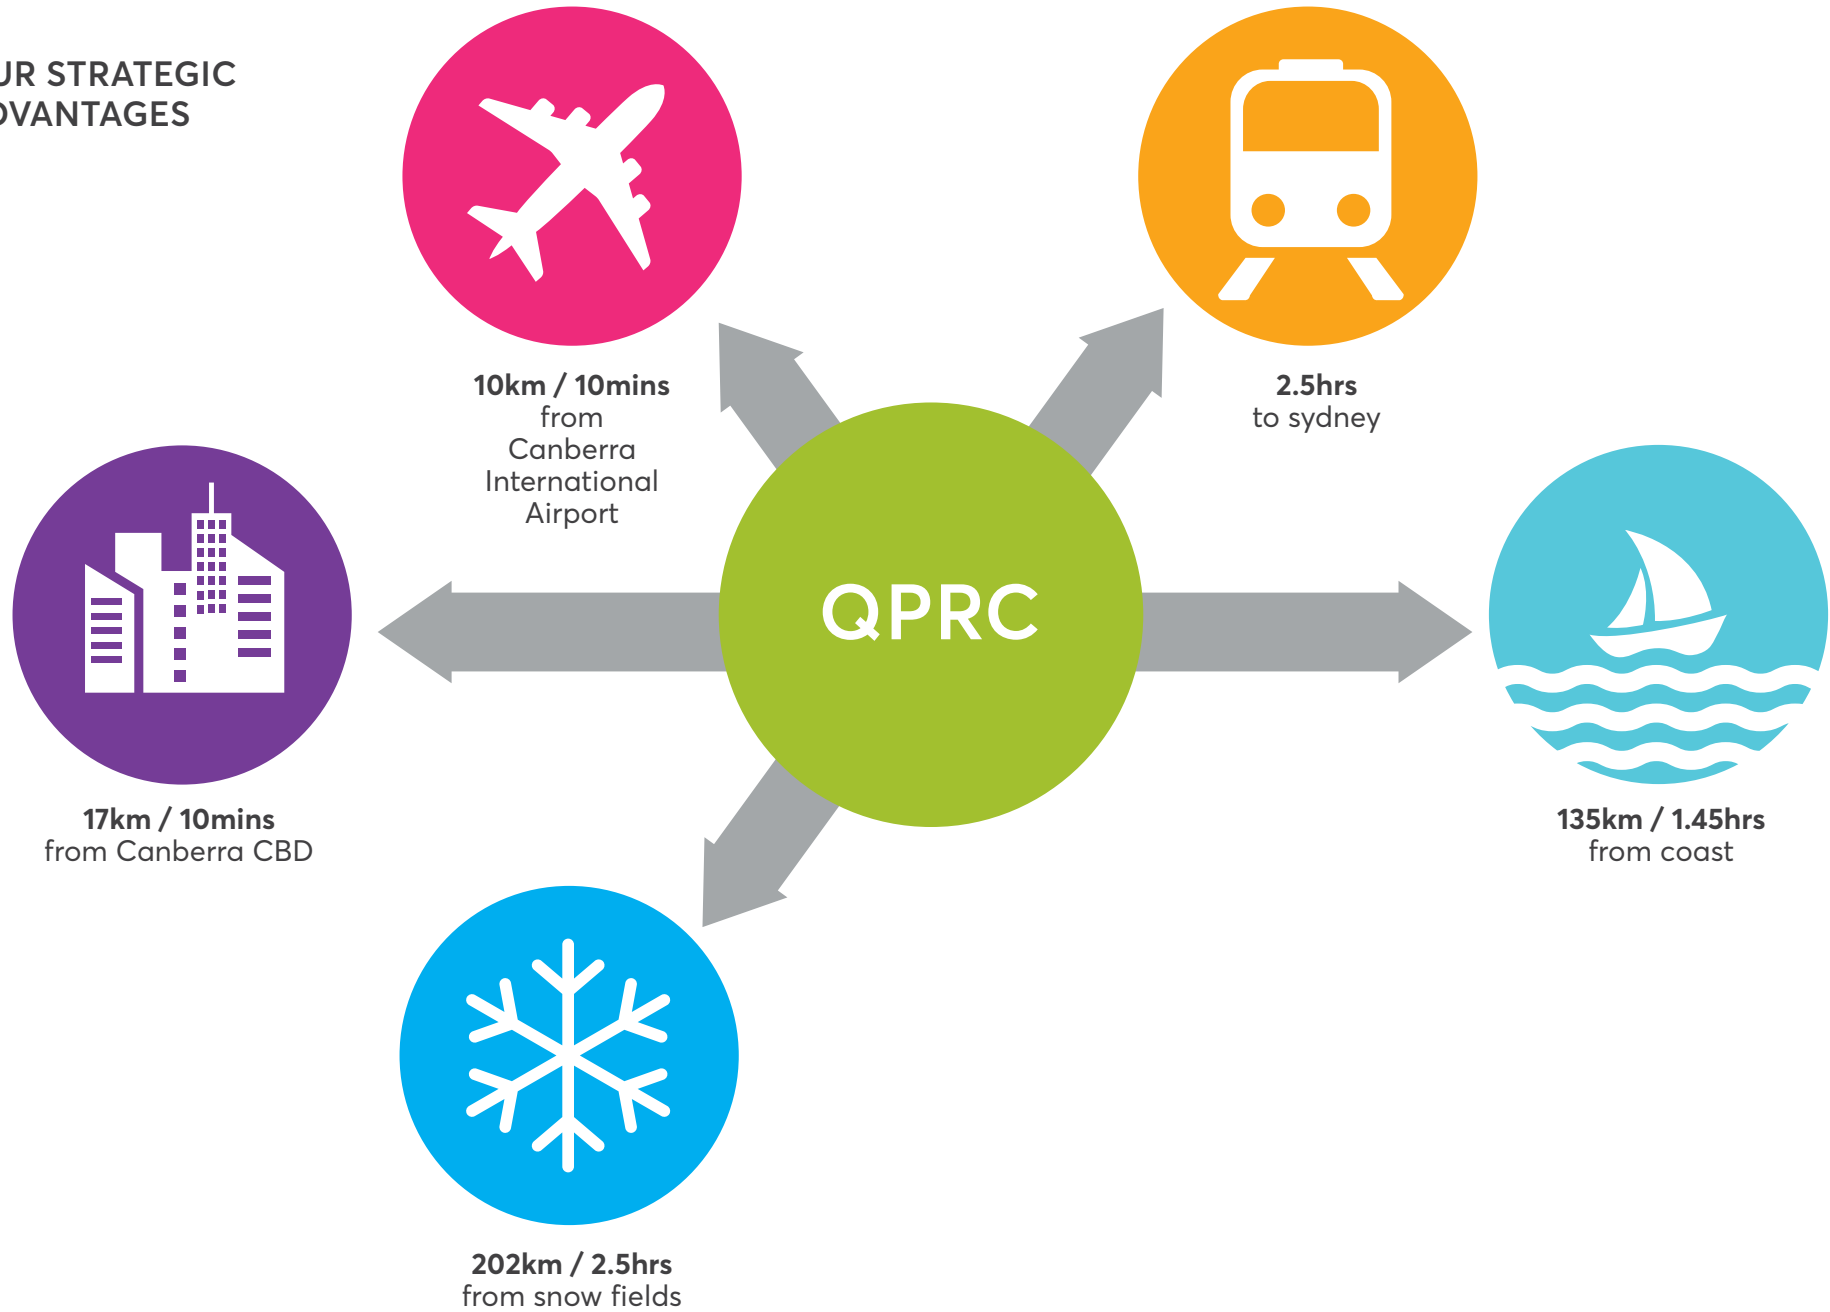 UR STRATEGIC
DVANTAGES
10km / 10mins
from
Canberra
International
Airport
2.5hrs
to sydney
QPRC
17km / 10mins
from Canberra CBD
135km / 1.45hrs
from coast
202km / 2.5hrs
from snow fields